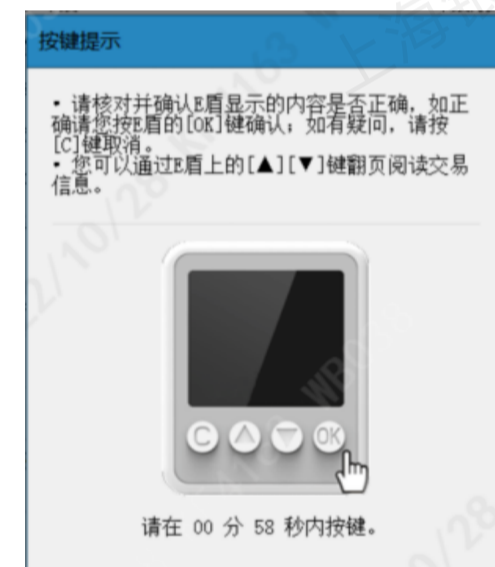 按键提示
• 请核对并确认E盾显示的内容是否正确，如正
确请您按E盾的[OK]键确认；如有疑问，请按
[C]键取消。
• 您可以通过E盾上的[▲][▼]键翻页阅读交易
信息。
C
OK
请在 00 分 58 秒内按键。